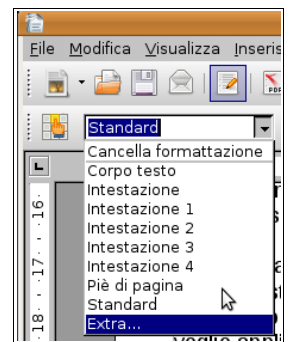 File Modifica Visualizza Inseris
PDF
Standard
Cancella formattazione
Corpo testo
Intestazione
Intestazione 1
Intestazione 2
Intestazione 3
Intestazione 4
Piè di pagina
Standard
Extra...
16
17
18